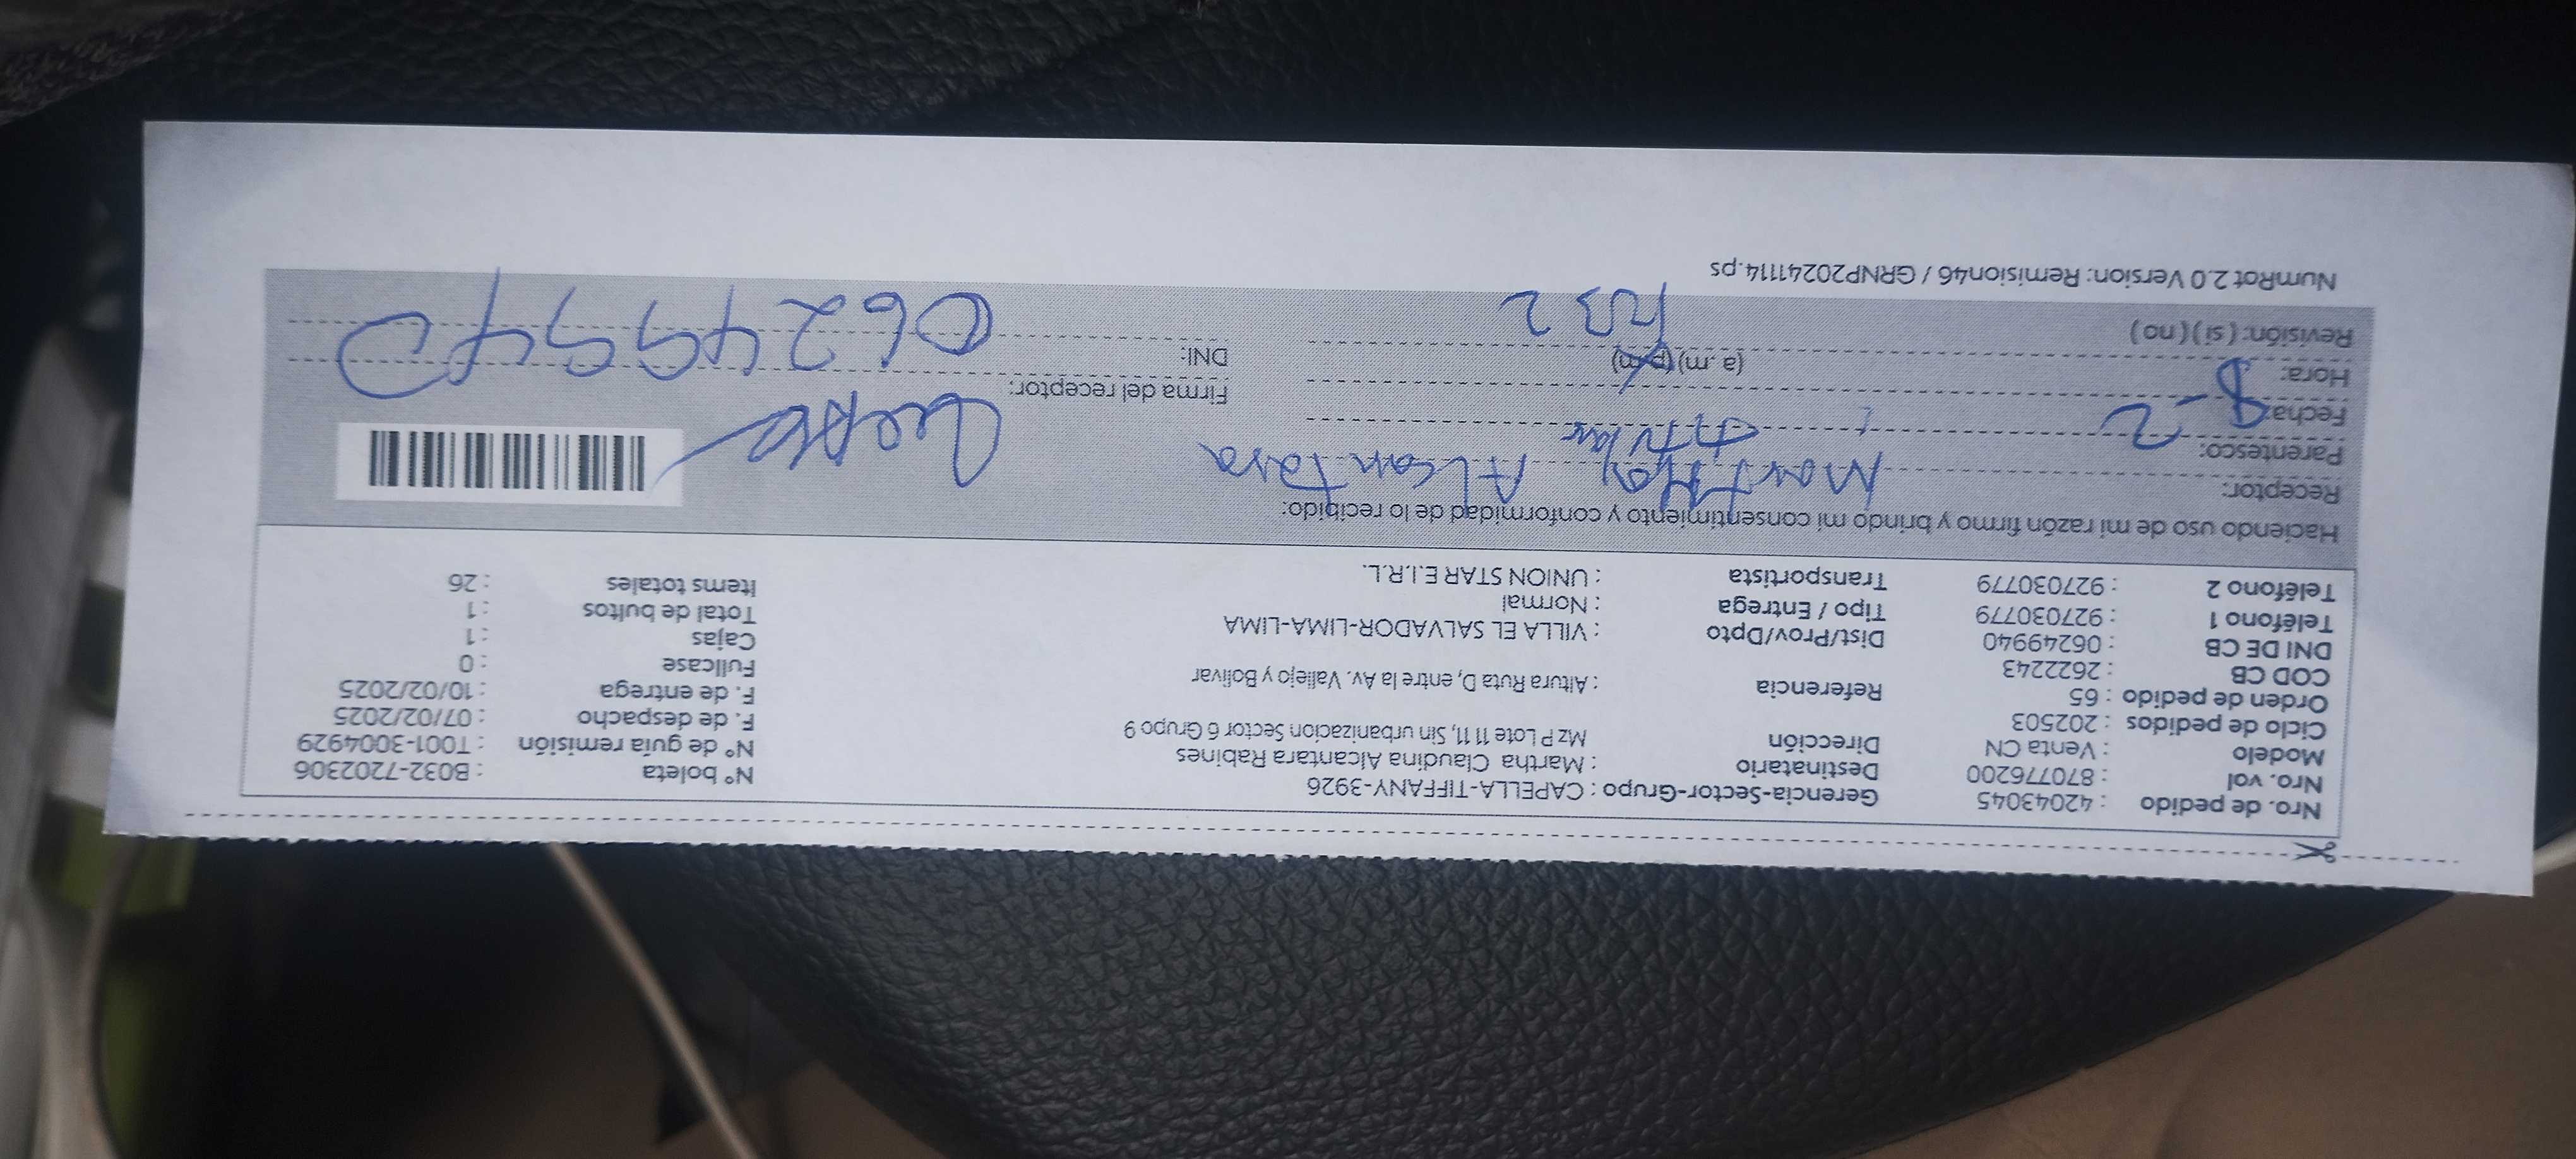 Nro. de pedido : 42043045 Gerencia-Sector-Grupo : CAPELLA-TIFFANY-3926 N° boleta : B032-7202306
Nro. vol : 870776200 Destinatario : Martha Claudina Alcantara Rabines N° de guía remisión : T001-3004929
Modelo : Venta CN Dirección Mz P Lote 11 11, Sin urbanizacion Sector 6 Grupo 9 F. de despacho : 07/02/2025
Ciclo de pedidos : 202503 F. de entrega : 10/02/2025
Orden de pedido : 65 Referencia : Altura Ruta D, entre la Av. Vallejo y Bolivar Fullcase : 0
COD CB : 2622243 Cajas : 1
DNI DE CB : 06249940 Dist/Prov/Dpto : VILLA EL SALVADOR-LIMA-LIMA Total de bultos : 1
Teléfono 1 : 927030779 Tipo / Entrega : Normal Items totales : 26
Teléfono 2 : 927030779 Transportista : UNION STAR E.I.R.L.
Haciendo uso de mi razón firmo y brindo mi consentimiento y conformidad de lo recibido:
Receptor: Martha Alcantara
Parentesco: titular
Fecha: 8-2 Firma del receptor:
Hora: (a.m) (p.m) DNI: 06249940
Revisión: ( si ) ( no )
NumRot 2.0 Version: Remision46 / GRNP20241114.ps